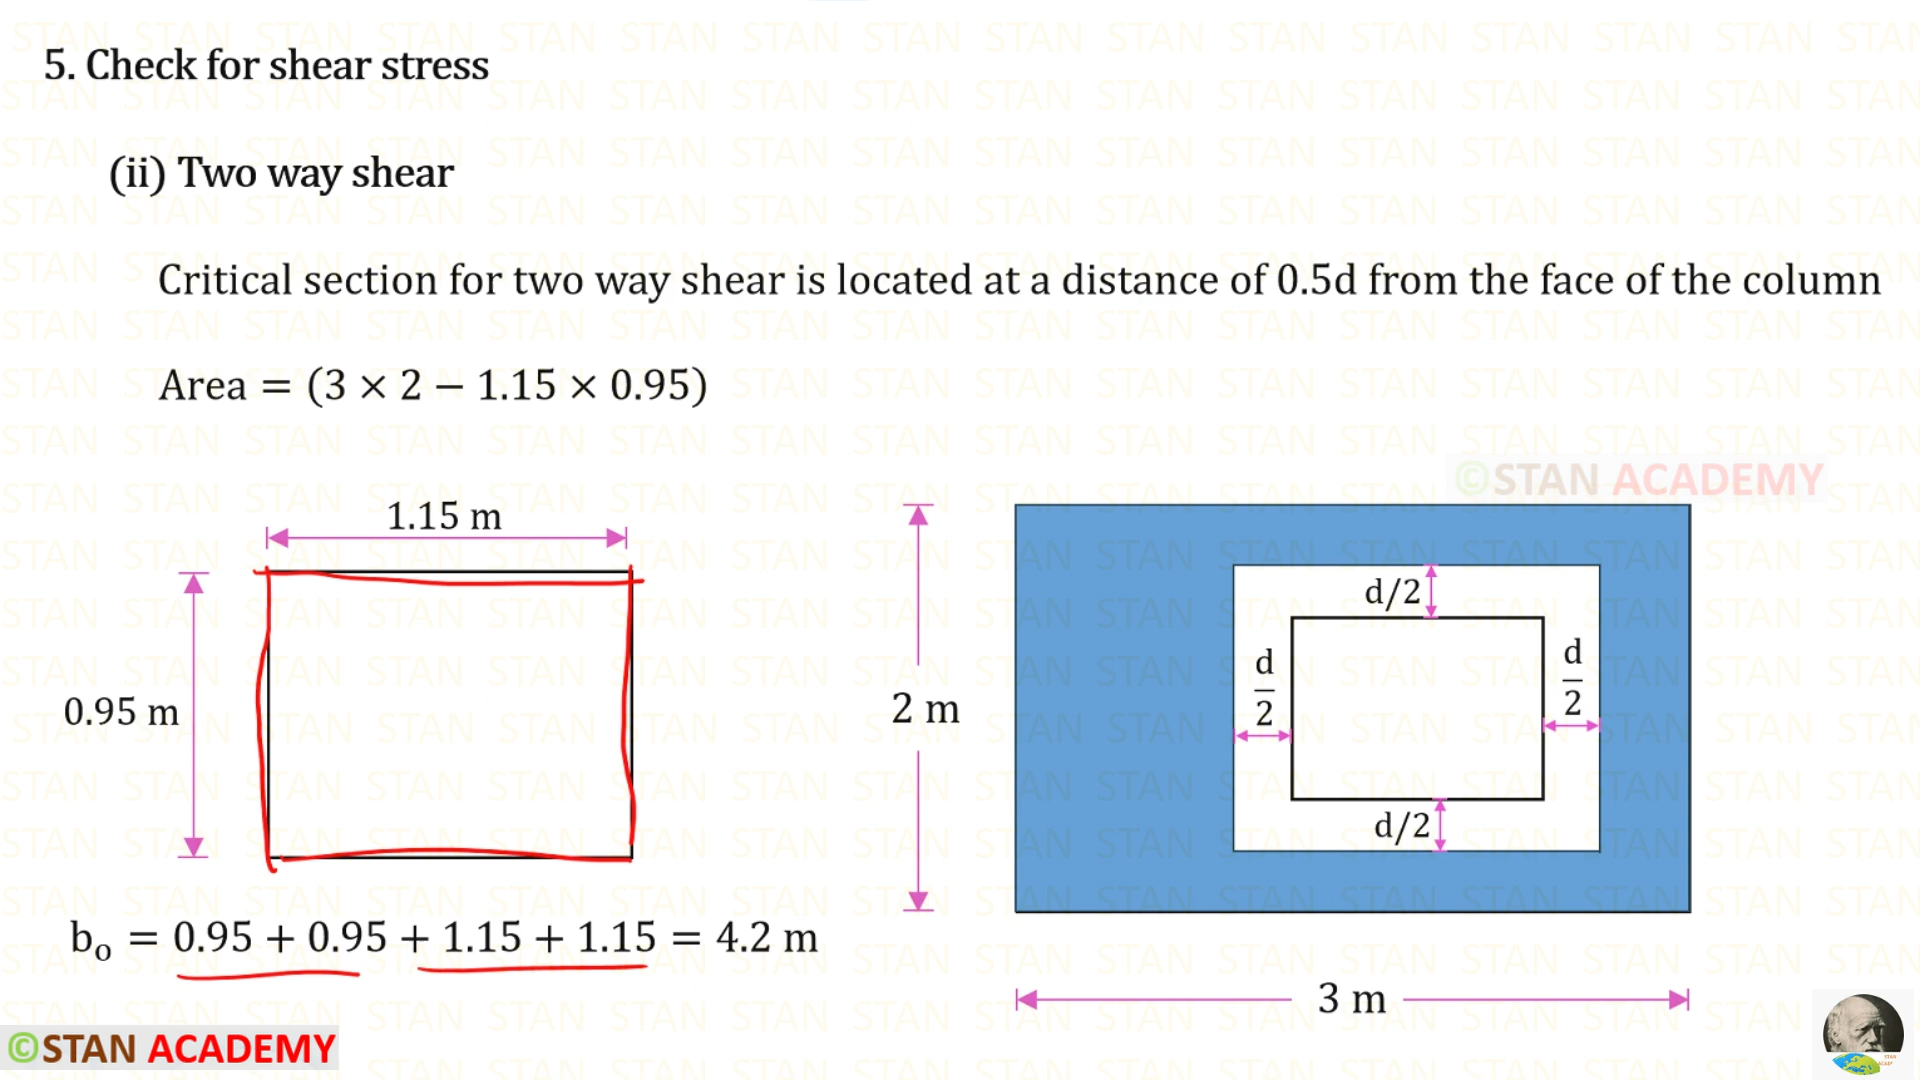 5. Check for shear stress
(ii) Two way shear
Critical section for two way shear is located at a distance of 0.5d from the face of the column
Area = (3 × 2 − 1.15 × 0.95)
©STAN ACADEMY
1.15 m
0.95 m
2 m
d/2
d/2
d/2
d/2
3 m
bₒ = 0.95 + 0.95 + 1.15 + 1.15 = 4.2 m
©STAN ACADEMY